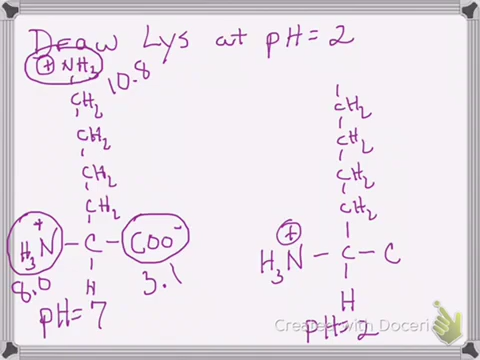 Draw Lys at pH = 2
+ NH3
10.8
CH2
CH2
CH2
CH2
CH2
CH2
CH2
CH2
+
H3N - C - COO-
H
8.0
3.1
pH = 7
+
H3N - C - C
H
pH = 2
Created with Doceri